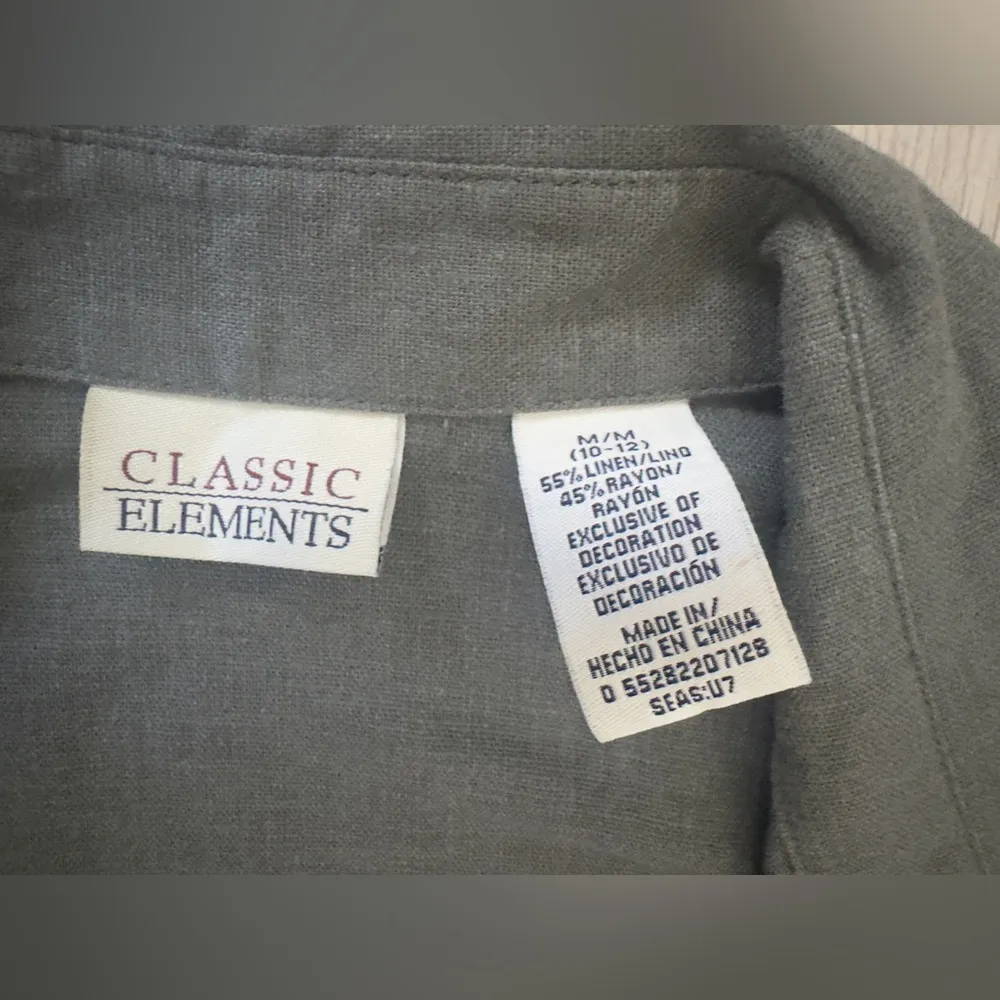 CLASSIC
ELEMENTS
M/M
(10-12)
55% LINEN/LINO
45% RAYON/
RAYÓN
EXCLUSIVE OF
DECORATION
EXCLUSIVO DE
DECORACIÓN
MADE IN/
HECHO EN CHINA
0 55282207128
SEAS:U7